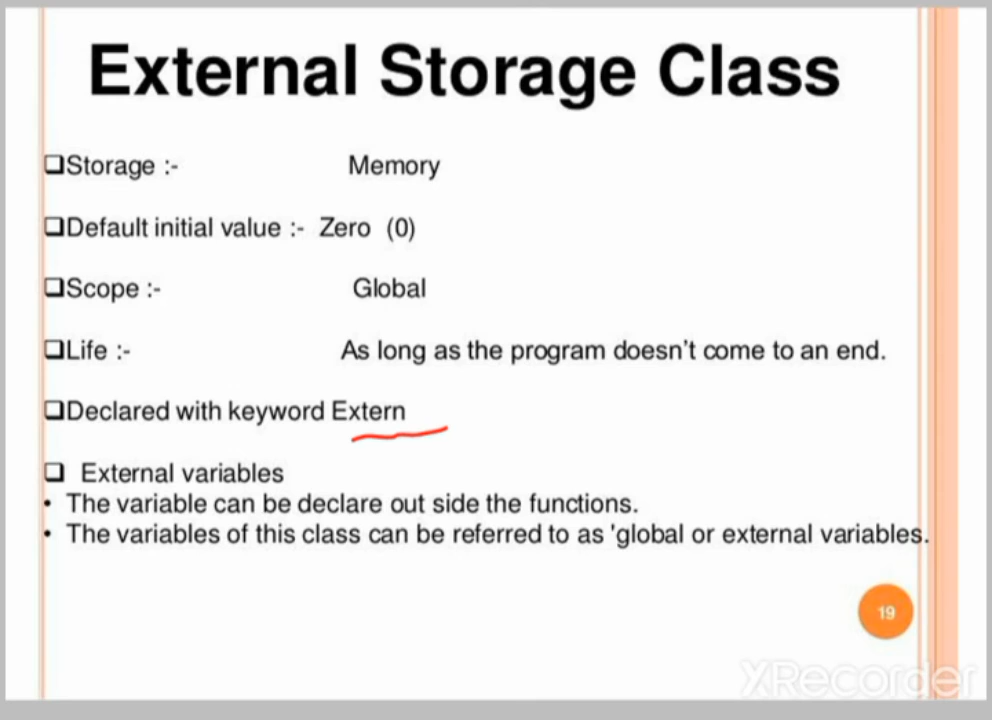 External Storage Class
❑Storage :- Memory
❑Default initial value :- Zero (0)
❑Scope :- Global
❑Life :- As long as the program doesn't come to an end.
❑Declared with keyword Extern
❑ External variables
• The variable can be declare out side the functions.
• The variables of this class can be referred to as 'global or external variables.
19
XRecorder